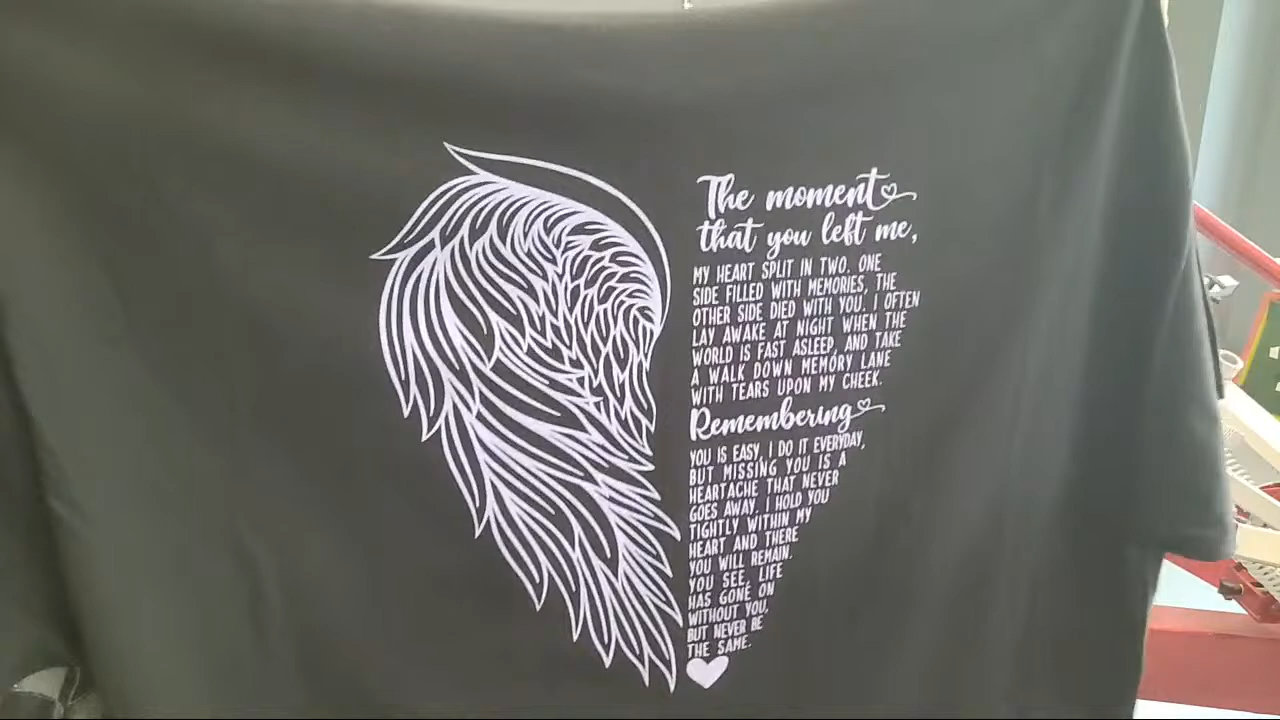 The moment
that you left me,
MY HEART SPLIT IN TWO. ONE
SIDE FILLED WITH MEMORIES, THE
OTHER SIDE DIED WITH YOU. I OFTEN
LAY AWAKE AT NIGHT WHEN THE
WORLD IS FAST ASLEEP, AND TAKE
A WALK DOWN MEMORY LANE
WITH TEARS UPON MY CHEEK.
Remembering
YOU IS EASY, I DO IT EVERYDAY,
BUT MISSING YOU IS A
HEARTACHE THAT NEVER
GOES AWAY. I HOLD YOU
TIGHTLY WITHIN MY
HEART AND THERE
YOU WILL REMAIN.
YOU SEE, LIFE
HAS GONE ON
WITHOUT YOU,
BUT NEVER BE
THE SAME.